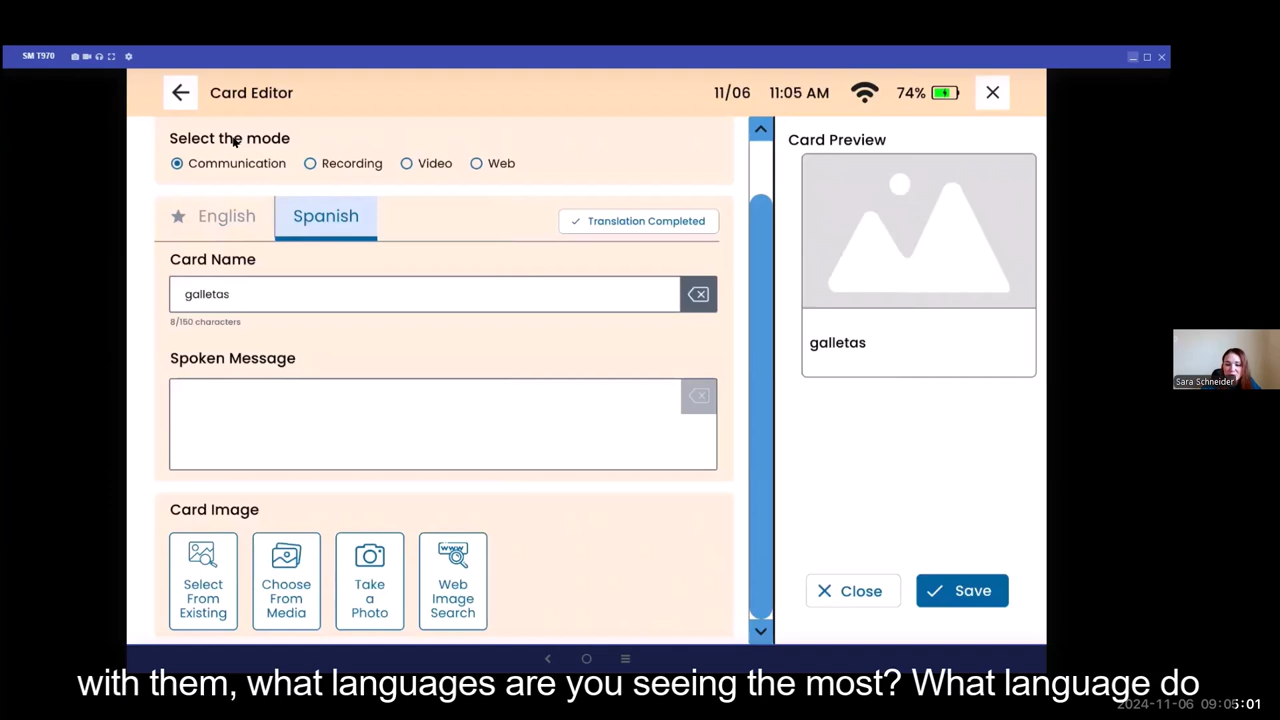 SM T970
Card Editor
11/06 11:05 AM 74%
Select the mode
Communication Recording Video Web
English Spanish
Translation Completed
Card Name
galletas
8/150 characters
Spoken Message
Card Image
Select From Existing
Choose From Media
Take a Photo
www Web Image Search
Card Preview
galletas
Close Save
Sara Schneider
with them, what languages are you seeing the most? What language do
2024-11-06 09:05:01